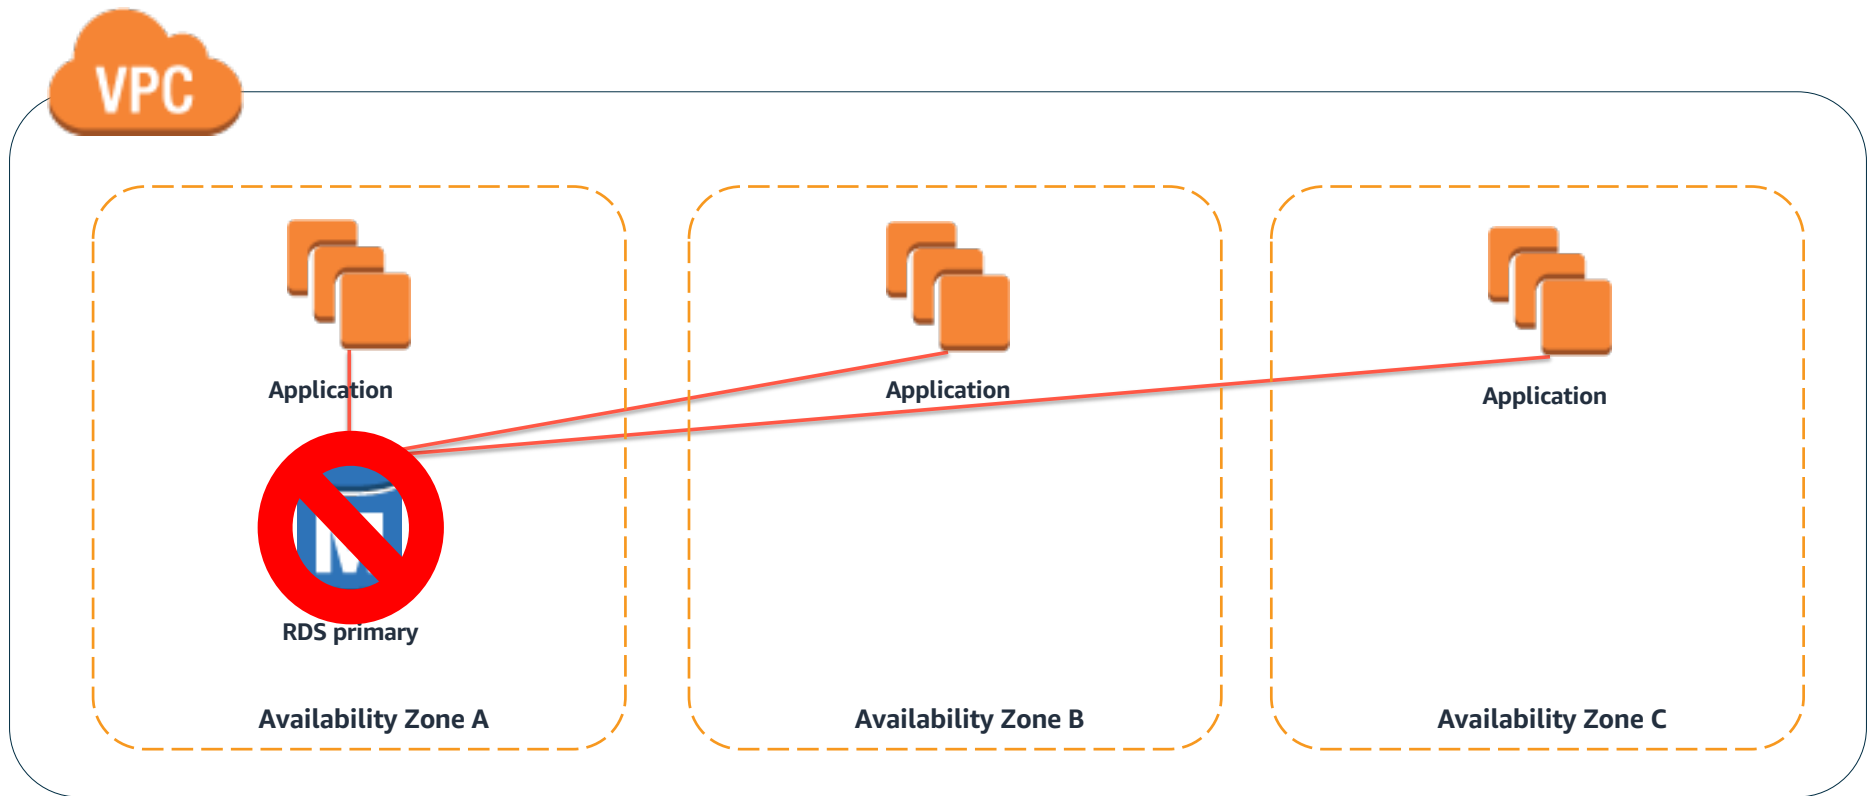 VPC
Application
Application
Application
M
RDS primary
Availability Zone A
Availability Zone B
Availability Zone C